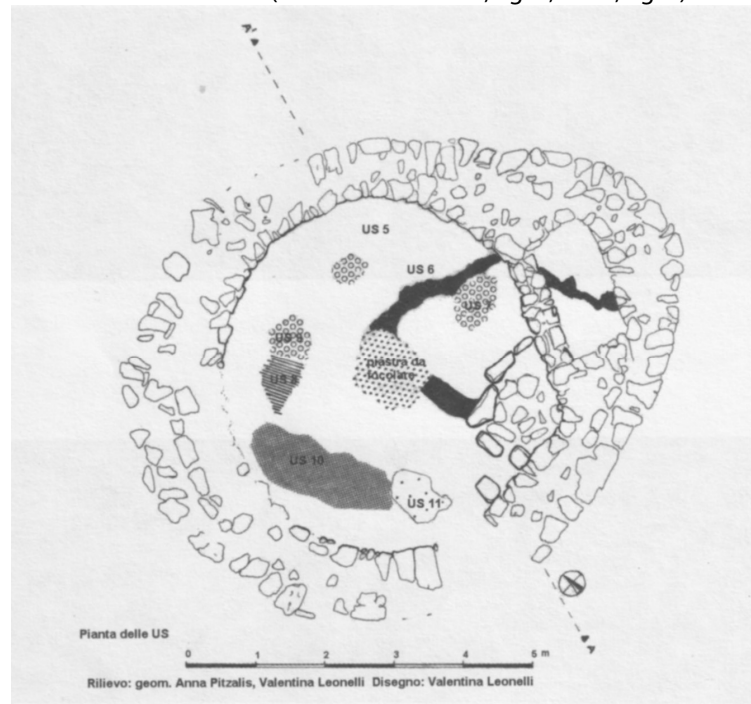 US 5
US 6
US 7
US 9
US 8
piastra da
focolare
US 10
US 11
Pianta delle US
0 1 2 3 4 5 m
Rilievo: geom. Anna Pitzalis, Valentina Leonelli Disegno: Valentina Leonelli